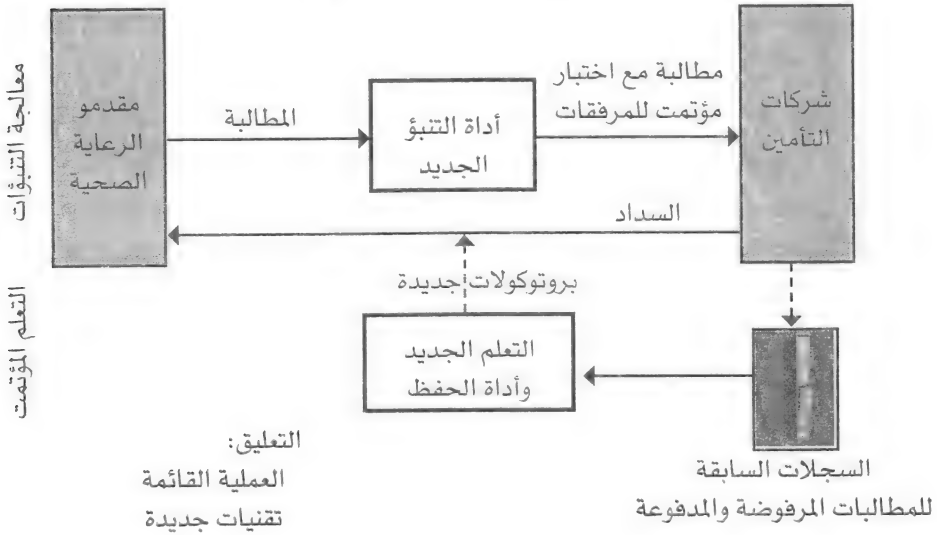 معالجة التنبؤات
مقدمو
الرعاية
الصحية
المطالبة
أداة التنبؤ
الجديد
مطالبة مع اختبار
مؤتمت للمرفقات
شركات
التأمين
السداد
بروتوكولات جديدة
التعلم المؤتمت
التعلم الجديد
وأداة الحفظ
السجلات السابقة
للمطالبات المرفوضة والمدفوعة
التعليق:
العملية القائمة
تقنيات جديدة